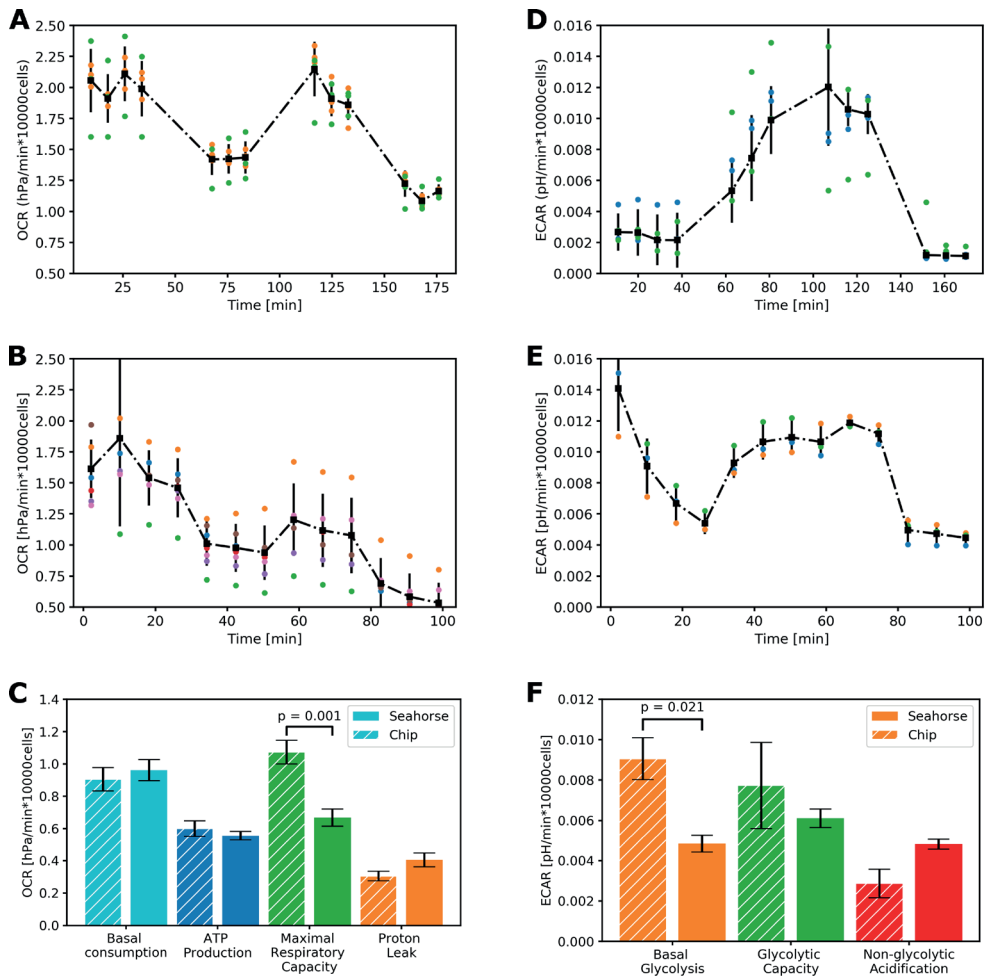 A
OCR (hPa/min*10000cells)
2.50
2.25
2.00
1.75
1.50
1.25
1.00
0.75
0.50
25 50 75 100 125 150 175
Time [min]
D
ECAR (pH/min*10000cells)
0.016
0.014
0.012
0.010
0.008
0.006
0.004
0.002
0.000
20 40 60 80 100 120 140 160
Time [min]
B
OCR [hPa/min*10000cells]
2.50
2.25
2.00
1.75
1.50
1.25
1.00
0.75
0.50
0 20 40 60 80 100
Time [min]
E
ECAR [pH/min*10000cells]
0.016
0.014
0.012
0.010
0.008
0.006
0.004
0.002
0.000
0 20 40 60 80 100
Time [min]
C
OCR [hPa/min*10000cells]
1.4
1.2
1.0
0.8
0.6
0.4
0.2
0.0
p = 0.001
Seahorse
Chip
Basal
consumption
ATP
Production
Maximal
Respiratory
Capacity
Proton
Leak
F
ECAR [pH/min*10000cells]
0.012
0.010
0.008
0.006
0.004
0.002
0.000
p = 0.021
Seahorse
Chip
Basal
Glycolysis
Glycolytic
Capacity
Non-glycolytic
Acidification